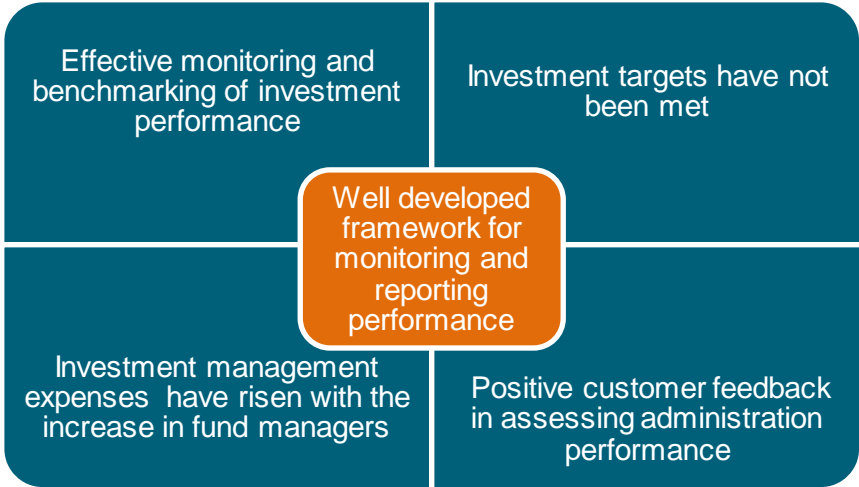 Effective monitoring and
benchmarking of investment
performance
Investment targets have not
been met
Well developed
framework for
monitoring and
reporting
performance
Investment management
expenses have risen with the
increase in fund managers
Positive customer feedback
in assessing administration
performance